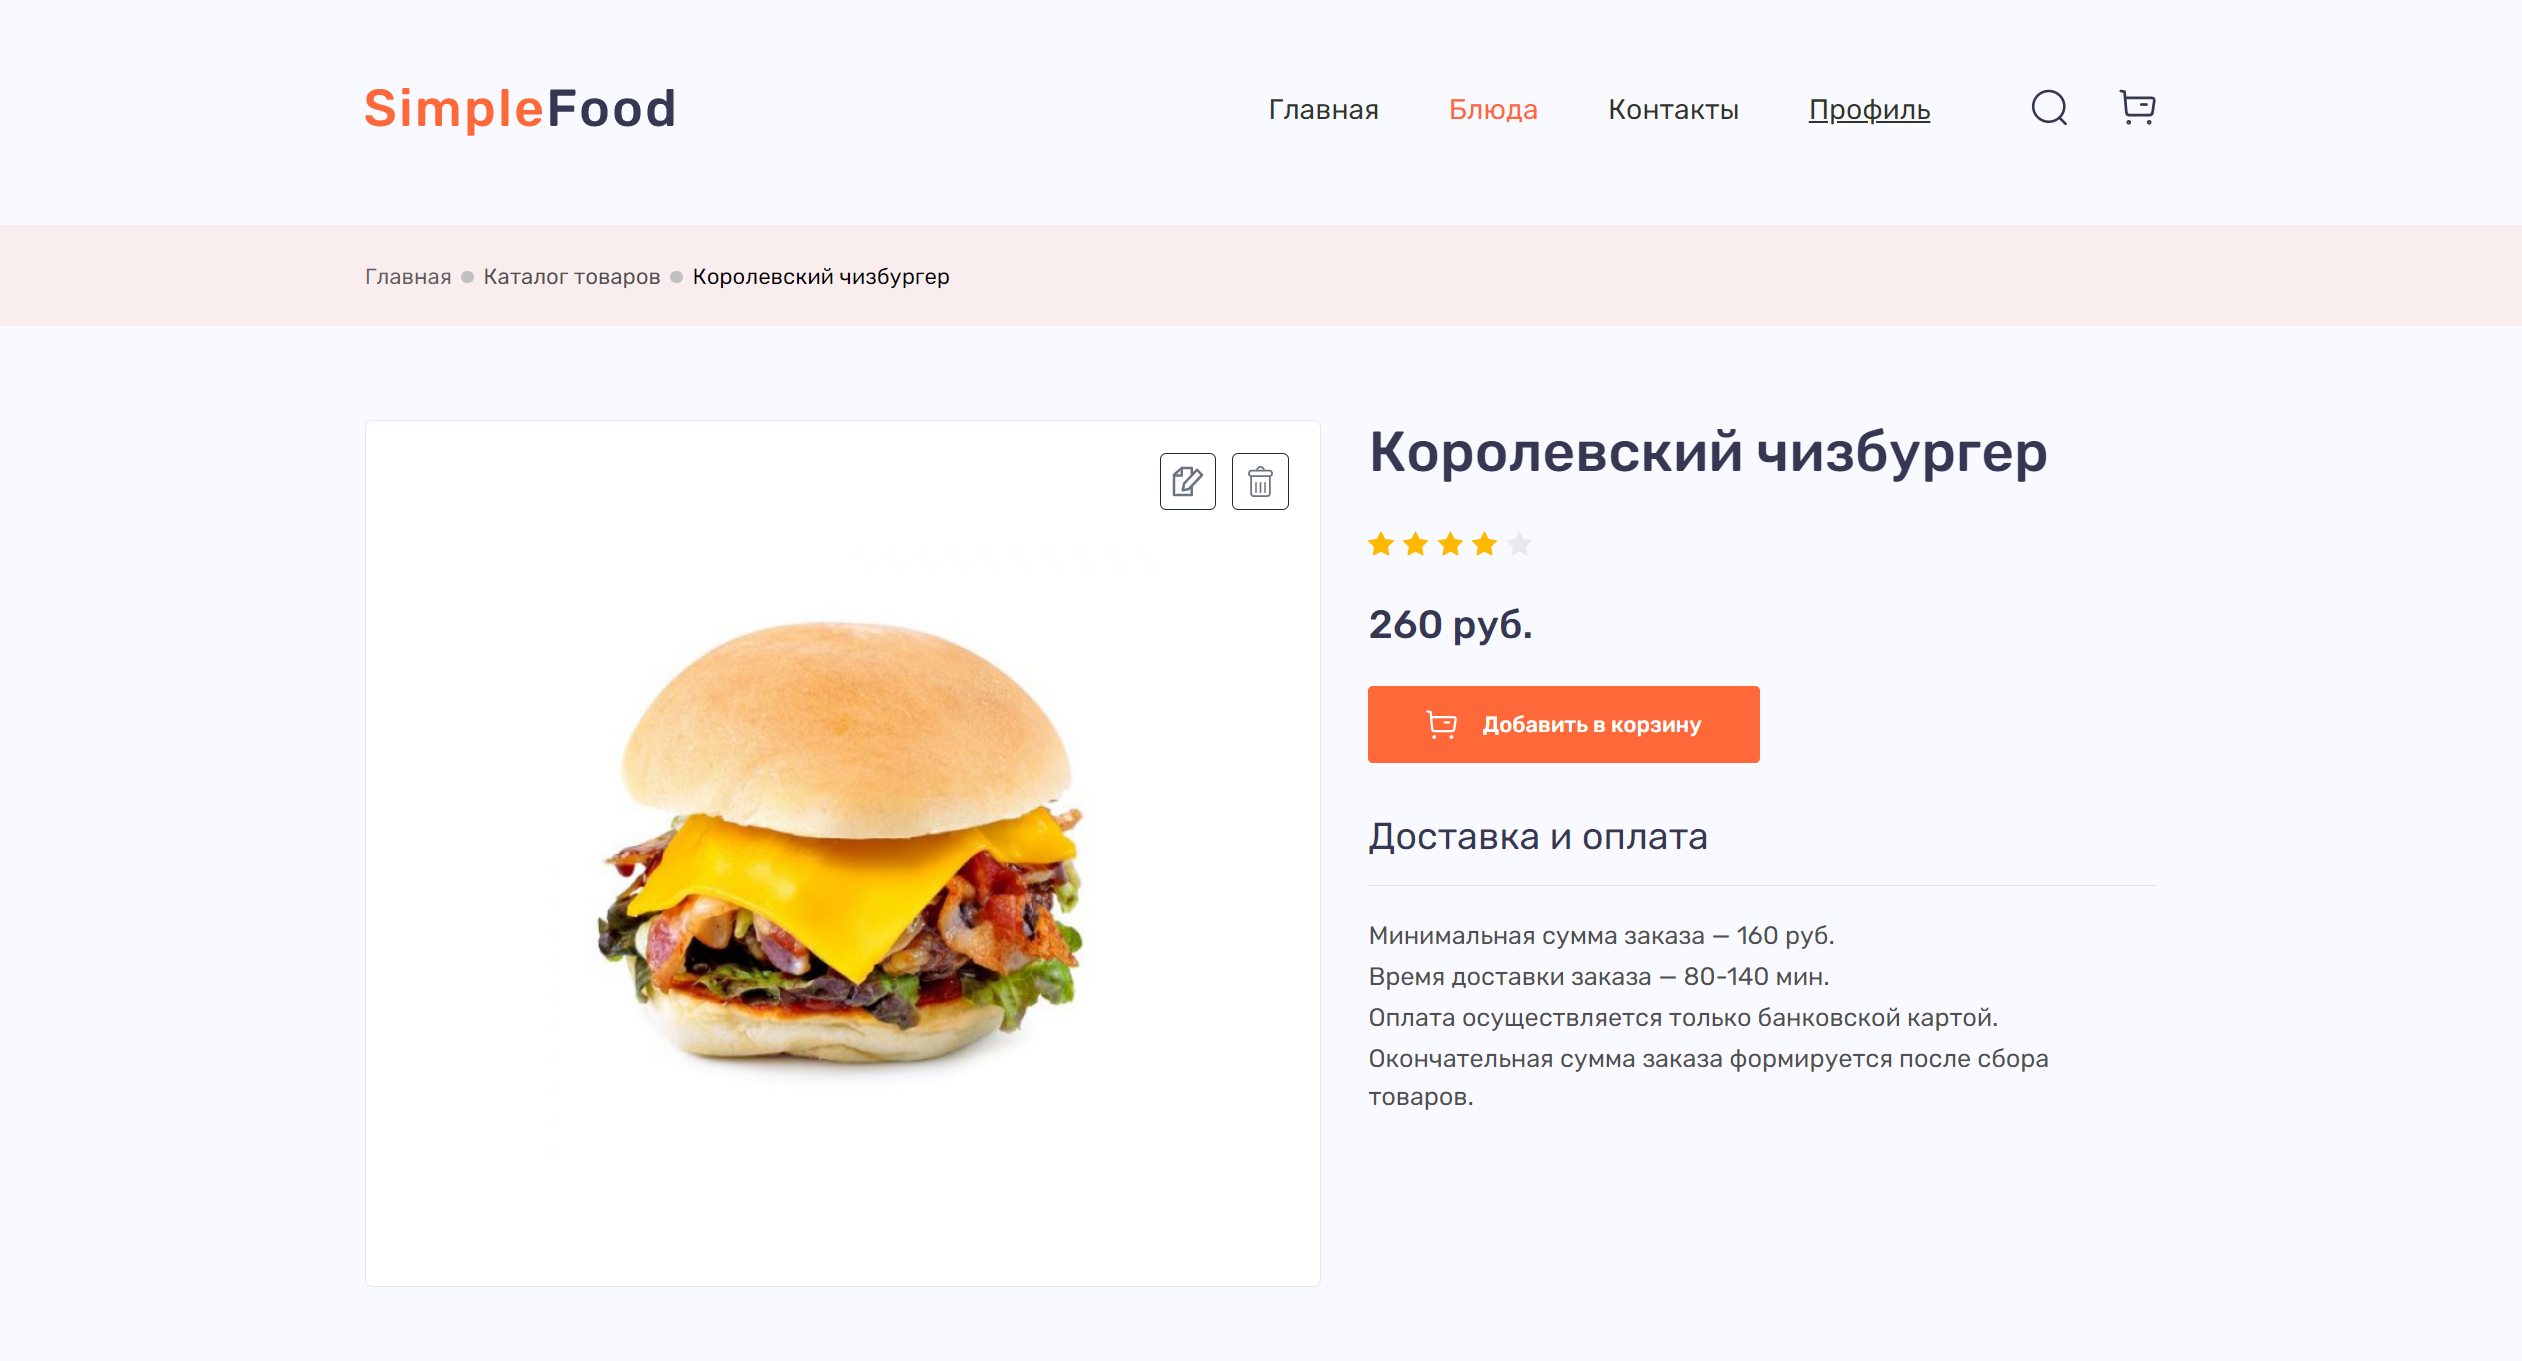 SimpleFood
Главная Блюда Контакты Профиль
Главная Каталог товаров Королевский чизбургер
Королевский чизбургер
260 руб.
Добавить в корзину
Доставка и оплата
Минимальная сумма заказа – 160 руб.
Время доставки заказа – 80-140 мин.
Оплата осуществляется только банковской картой.
Окончательная сумма заказа формируется после сбора
товаров.